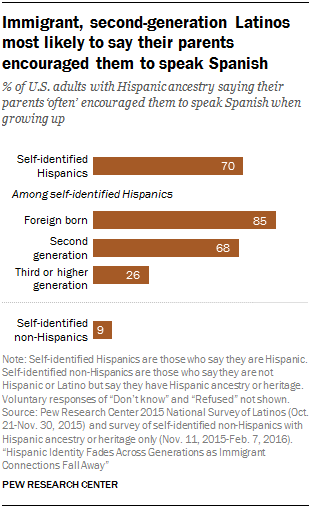 Immigrant, second-generation Latinos
most likely to say their parents
encouraged them to speak Spanish
% of U.S. adults with Hispanic ancestry saying their
parents ‘often’ encouraged them to speak Spanish when
growing up
Self-identified
Hispanics
70
Among self-identified Hispanics
Foreign born
85
Second
generation
68
Third or higher
generation
26
Self-identified
non-Hispanics
9
Note: Self-identified Hispanics are those who say they are Hispanic.
Self-identified non-Hispanics are those who say they are not
Hispanic or Latino but say they have Hispanic ancestry or heritage.
Voluntary responses of “Don’t know” and “Refused” not shown.
Source: Pew Research Center 2015 National Survey of Latinos (Oct.
21-Nov. 30, 2015) and survey of self-identified non-Hispanics with
Hispanic ancestry or heritage only (Nov. 11, 2015-Feb. 7, 2016).
“Hispanic Identity Fades Across Generations as Immigrant
Connections Fall Away”
PEW RESEARCH CENTER